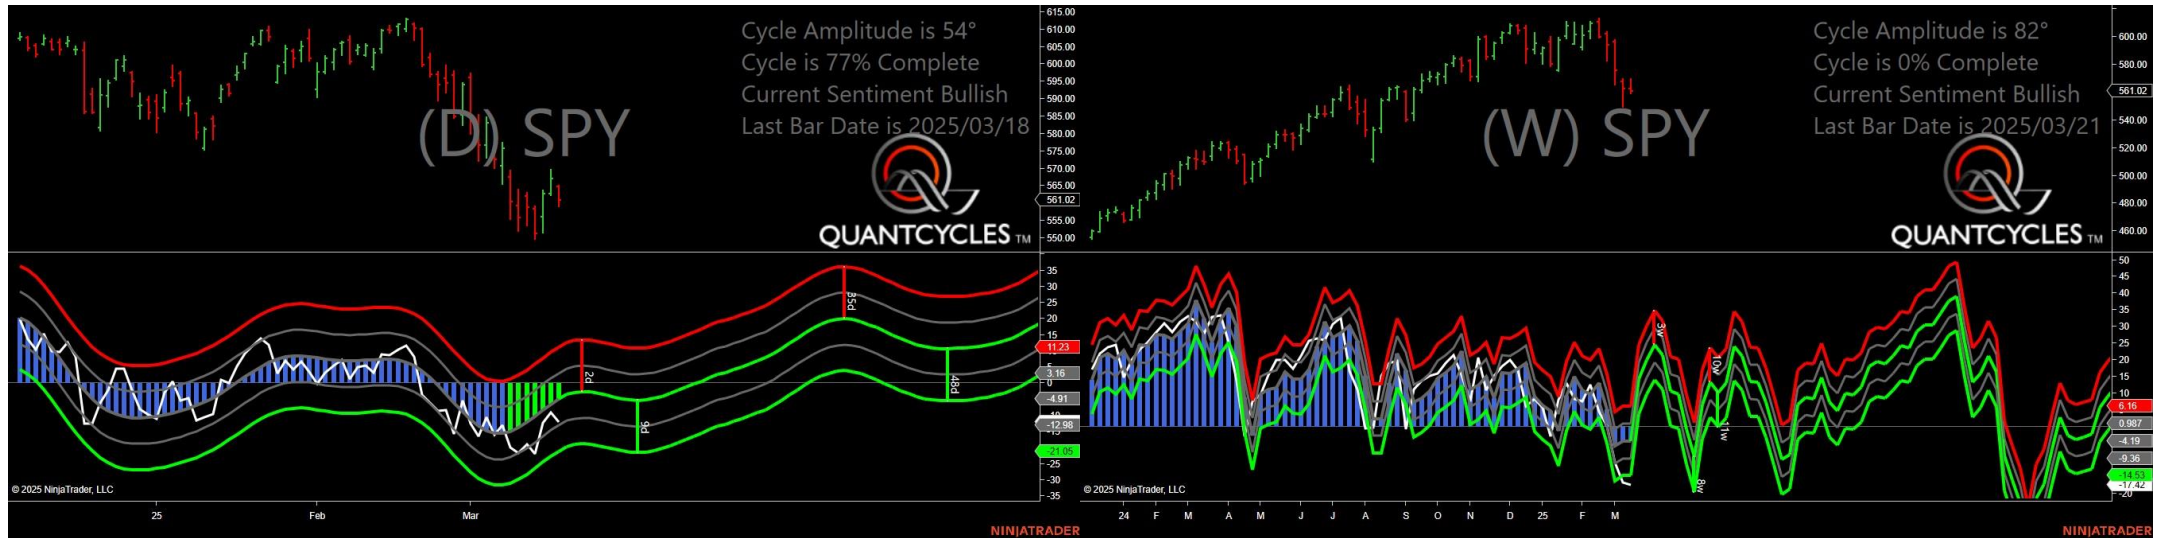 Cycle Amplitude is 54°
Cycle is 77% Complete
Current Sentiment Bullish
Last Bar Date is 2025/03/18
(D) SPY
QUANTCYCLES TM
615.00
610.00
605.00
600.00
595.00
590.00
585.00
580.00
575.00
570.00
565.00
561.02
555.00
550.00
2d
9d
35d
48d
35
30
25
20
15
11.23
3.16
0
-4.91
-12.98
-21.05
-25
-30
-35
© 2025 NinjaTrader, LLC
25 Feb Mar
NINJATRADER
Cycle Amplitude is 82°
Cycle is 0% Complete
Current Sentiment Bullish
Last Bar Date is 2025/03/21
(W) SPY
QUANTCYCLES TM
600.00
580.00
561.02
540.00
520.00
500.00
480.00
460.00
3w
10w
11w
8w
50
45
40
35
30
25
20
15
10
6.16
0.987
-4.19
-9.36
-14.53
-17.42
-20
© 2025 NinjaTrader, LLC
24 F M A M J J A S O N D 25 F M
NINJATRADER